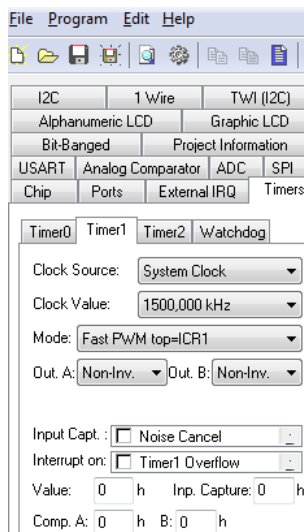 File Program Edit Help
I2C 1 Wire TWI (I2C)
Alphanumeric LCD Graphic LCD
Bit-Banged Project Information
USART Analog Comparator ADC SPI
Chip Ports External IRQ Timers
Timer0 Timer1 Timer2 Watchdog
Clock Source: System Clock
Clock Value: 1500,000 kHz
Mode: Fast PWM top=ICR1
Out. A: Non-Inv. Out. B: Non-Inv.
Input Capt. : Noise Cancel
Interrupt on: Timer1 Overflow
Value: 0 h Inp. Capture: 0 h
Comp. A: 0 h B: 0 h